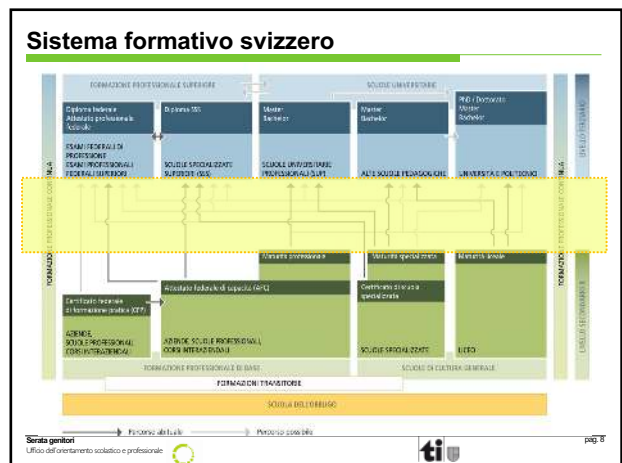 Sistema formativo svizzero
FORMAZIONE PROFESSIONALE SUPERIORE
SCUOLE UNIVERSITARIE
Diploma federale
Attestato professionale
federale
ESAMI FEDERALI DI
PROFESSIONE
ESAMI PROFESSIONALI
FEDERALI SUPERIORI
Diploma SSS
SCUOLE SPECIALIZZATE
SUPERIORI (SSS)
Master
Bachelor
SCUOLE UNIVERSITARIE
PROFESSIONALI (SUP)
Master
Bachelor
ALTE SCUOLE PEDAGOGICHE
PhD / Dottorato
Master
Bachelor
UNIVERSITÀ E POLITECNICI
LIVELLO TERZIARIO
FORMAZIONE PROFESSIONALE CONTINUA
FORMAZIONE PROFESSIONALE CONTINUA
Maturità professionale
Maturità specializzata
Maturità liceale
Attestato federale di capacità (AFC)
Certificato di scuola
specializzata
Certificato federale
di formazione pratica (CFP)
AZIENDE,
SCUOLE PROFESSIONALI,
CORSI INTERAZIENDALI
AZIENDE, SCUOLE PROFESSIONALI,
CORSI INTERAZIENDALI
SCUOLE SPECIALIZZATE
LICEO
LIVELLO SECONDARIO II
FORMAZIONE PROFESSIONALE DI BASE
SCUOLE DI CULTURA GENERALE
FORMAZIONI TRANSITORIE
SCUOLA DELL'OBBLIGO
Percorso abituale
Percorso possibile
Serata genitori
Ufficio dell'orientamento scolastico e professionale
ti
pag. 8